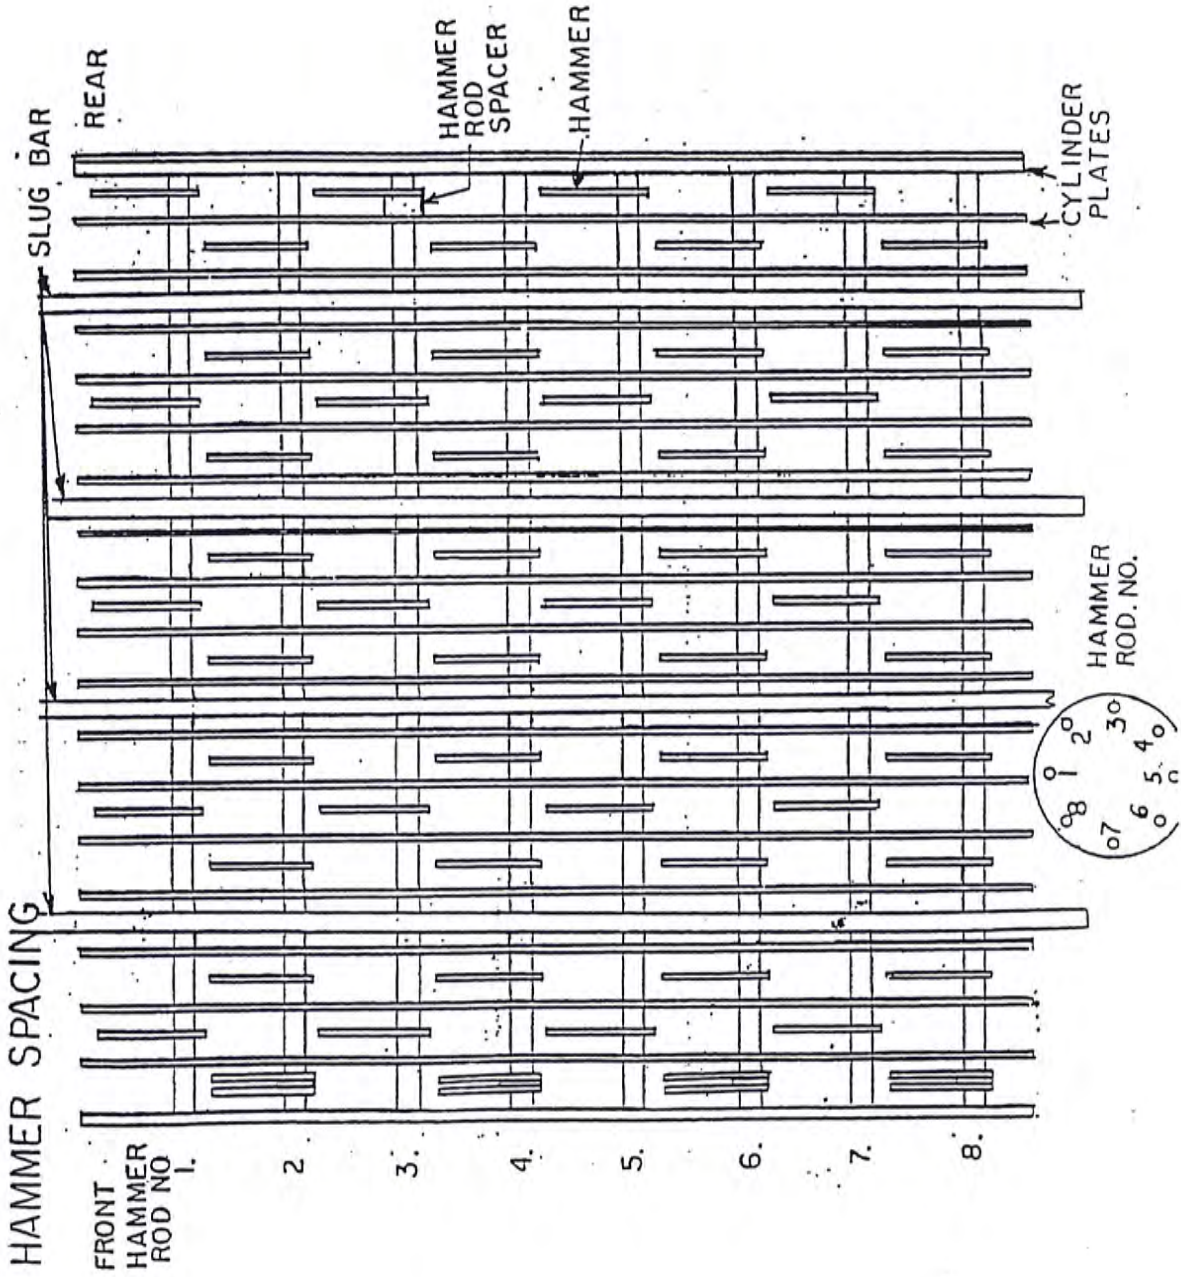 HAMMER SPACING
SLUG BAR
FRONT
HAMMER
ROD NO
REAR
1.
2.
3.
4.
5.
6.
7.
8.
HAMMER
ROD
SPACER
HAMMER
CYLINDER
PLATES
HAMMER
ROD. NO.
1
2
3
4
5
6
7
8